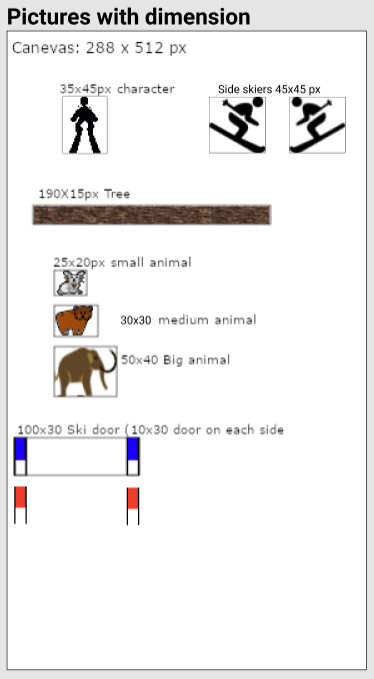 Pictures with dimension
Canevas: 288 x 512 px
35x45px character
Side skiers 45x45 px
190X15px Tree
25x20px small animal
30x30 medium animal
50x40 Big animal
100x30 Ski door (10x30 door on each side